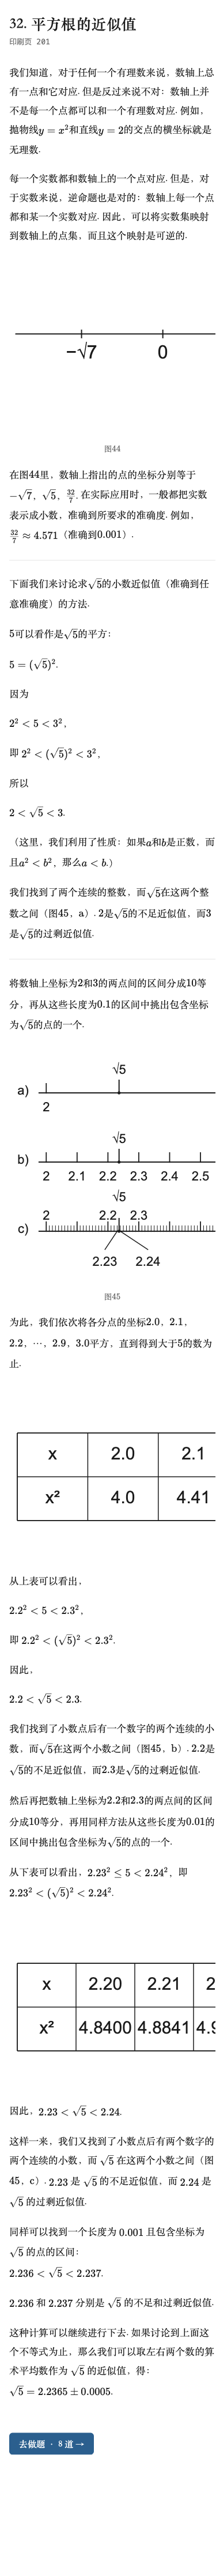 32. 平方根的近似值
印刷页 201
我们知道，对于任何一个有理数来说，数轴上总
有一点和它对应. 但是反过来说不对：数轴上并
不是每一个点都可以和一个有理数对应. 例如，
抛物线y = x²和直线y = 2的交点的横坐标就是
无理数.
每一个实数都和数轴上的一个点对应. 但是，对
于实数来说，逆命题也是对的：数轴上每一个点
都和某一个实数对应. 因此，可以将实数集映射
到数轴上的点集，而且这个映射是可逆的.
−√7 0
图44
在图44里，数轴上指出的点的坐标分别等于
−√7，√5，32/7. 在实际应用时，一般都把实数
表示成小数，准确到所要求的准确度. 例如，
32/7 ≈ 4.571（准确到0.001）.
下面我们来讨论求√5的小数近似值（准确到任
意准确度）的方法.
5可以看作是√5的平方：
5 = (√5)².
因为
2² < 5 < 3²，
即 2² < (√5)² < 3²，
所以
2 < √5 < 3.
（这里，我们利用了性质：如果a和b是正数，而
且a² < b²，那么a < b.）
我们找到了两个连续的整数，而√5在这两个整
数之间（图45，a）. 2是√5的不足近似值，而3
是√5的过剩近似值.
将数轴上坐标为2和3的两点间的区间分成10等
分，再从这些长度为0.1的区间中挑出包含坐标
为√5的点的一个.
√5
a)
2
√5
b)
2 2.1 2.2 2.3 2.4 2.5
√5
c) 2 2.2 2.3
2.23 2.24
图45
为此，我们依次将各分点的坐标2.0，2.1，
2.2，⋯，2.9，3.0平方，直到得到大于5的数为
止.
x 2.0 2.1
x² 4.0 4.41
从上表可以看出，
2.2² < 5 < 2.3²，
即 2.2² < (√5)² < 2.3².
因此，
2.2 < √5 < 2.3.
我们找到了小数点后有一个数字的两个连续的小
数，而√5在这两个小数之间（图45，b）. 2.2是
√5的不足近似值，而2.3是√5的过剩近似值.
然后再把数轴上坐标为2.2和2.3的两点间的区间
分成10等分，再用同样方法从这些长度为0.01的
区间中挑出包含坐标为√5的点的一个.
从下表可以看出，2.23² ≤ 5 < 2.24²，即
2.23² < (√5)² < 2.24².
x 2.20 2.21 2
x² 4.8400 4.8841 4.9
因此，2.23 < √5 < 2.24.
这样一来，我们又找到了小数点后有两个数字的
两个连续的小数，而 √5 在这两个小数之间（图
45，c）. 2.23 是 √5 的不足近似值，而 2.24 是
√5 的过剩近似值.
同样可以找到一个长度为 0.001 且包含坐标为
√5 的点的区间：
2.236 < √5 < 2.237.
2.236 和 2.237 分别是 √5 的不足和过剩近似值.
这种计算可以继续进行下去. 如果讨论到上面这
个不等式为止，那么我们可以取左右两个数的算
术平均数作为 √5 的近似值，得：
√5 = 2.2365 ± 0.0005.
去做题 · 8 道 →